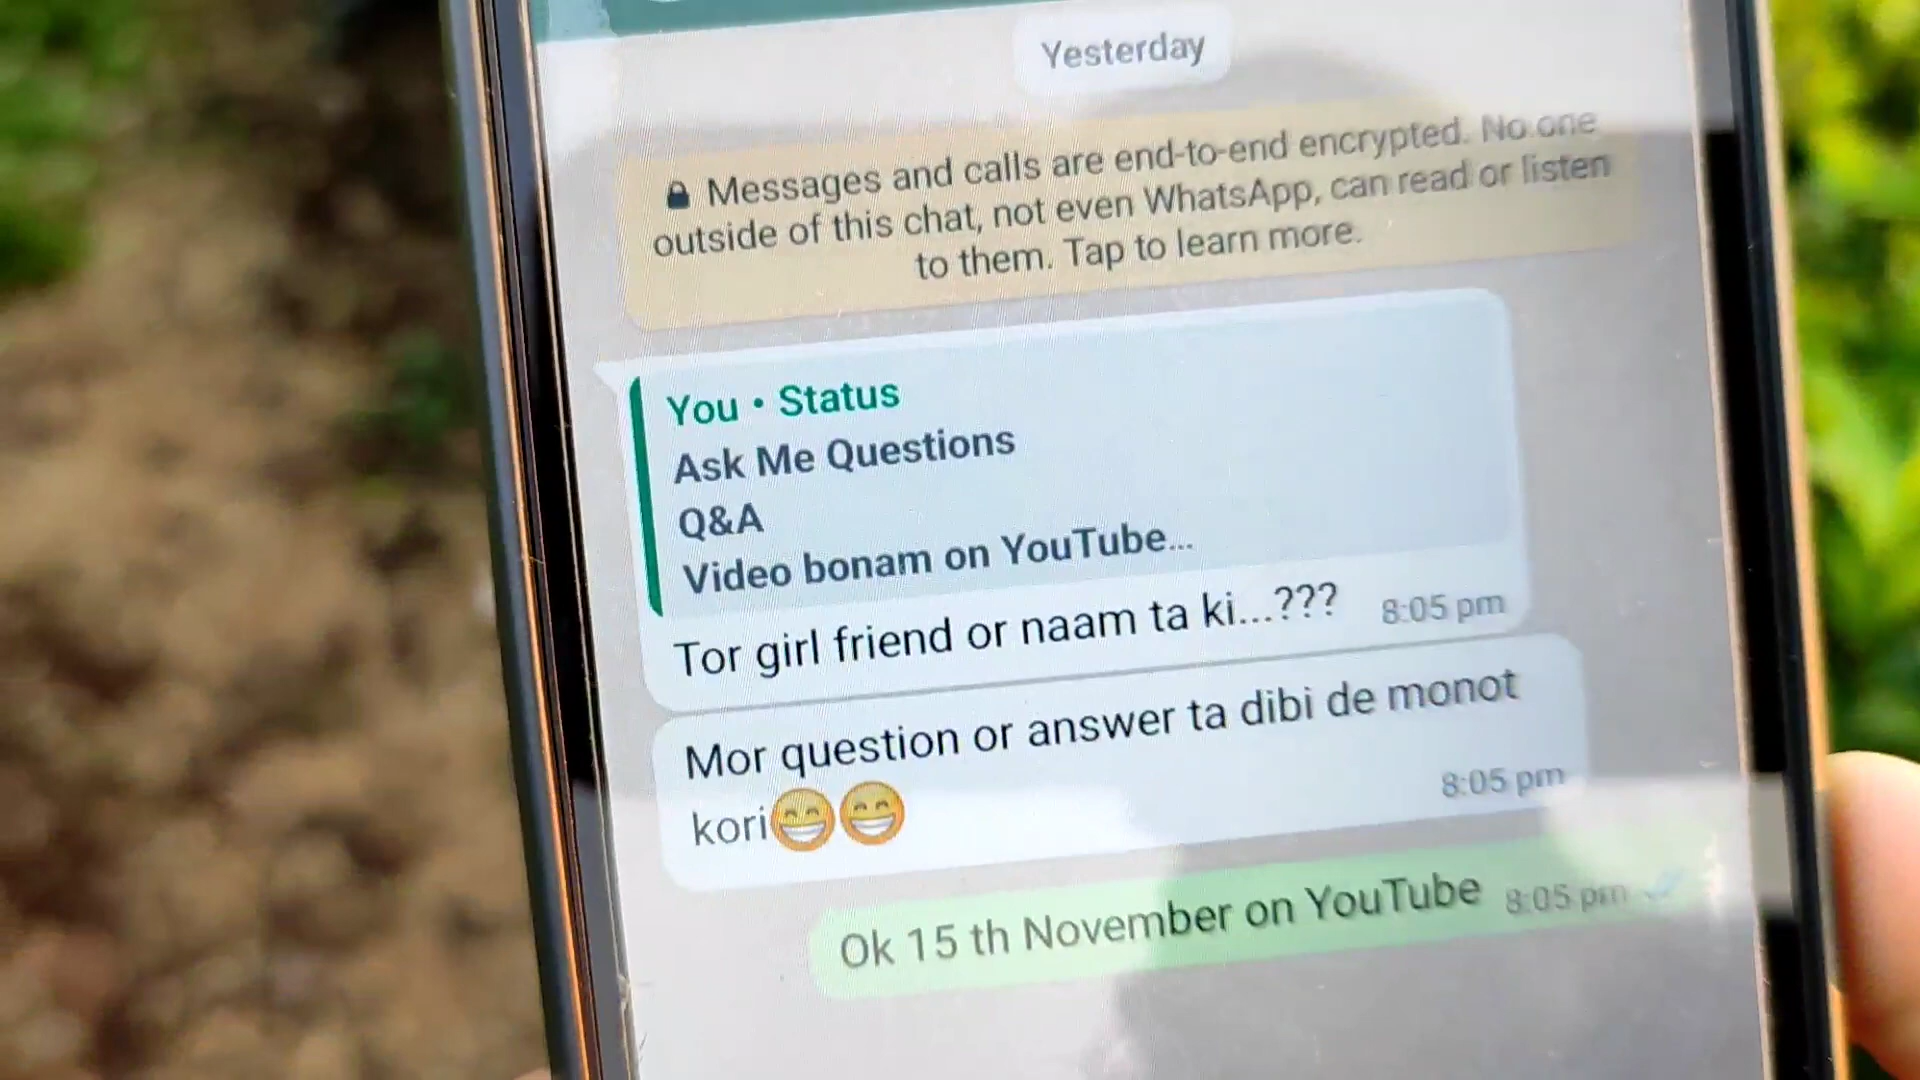 Yesterday
🔒 Messages and calls are end-to-end encrypted. No one
outside of this chat, not even WhatsApp, can read or listen
to them. Tap to learn more.
You • Status
Ask Me Questions
Q&A
Video bonam on YouTube...
Tor girl friend or naam ta ki...??? 8:05 pm
Mor question or answer ta dibi de monot
kori😁😁 8:05 pm
Ok 15 th November on YouTube 8:05 pm